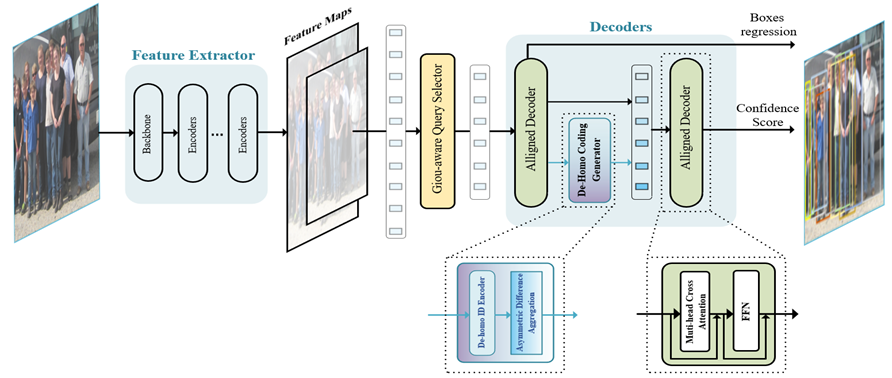 Feature Extractor
Backbone
Encoders
...
Encoders
Feature Maps
Giou-aware Query Selector
Decoders
Alligned Decoder
De-Homo Coding
Generator
Alligned Decoder
Boxes
regression
Confidence
Score
De-homo ID Encoder
Asymmetric Difference
Aggregation
Muti-head Cross
Attention
FFN